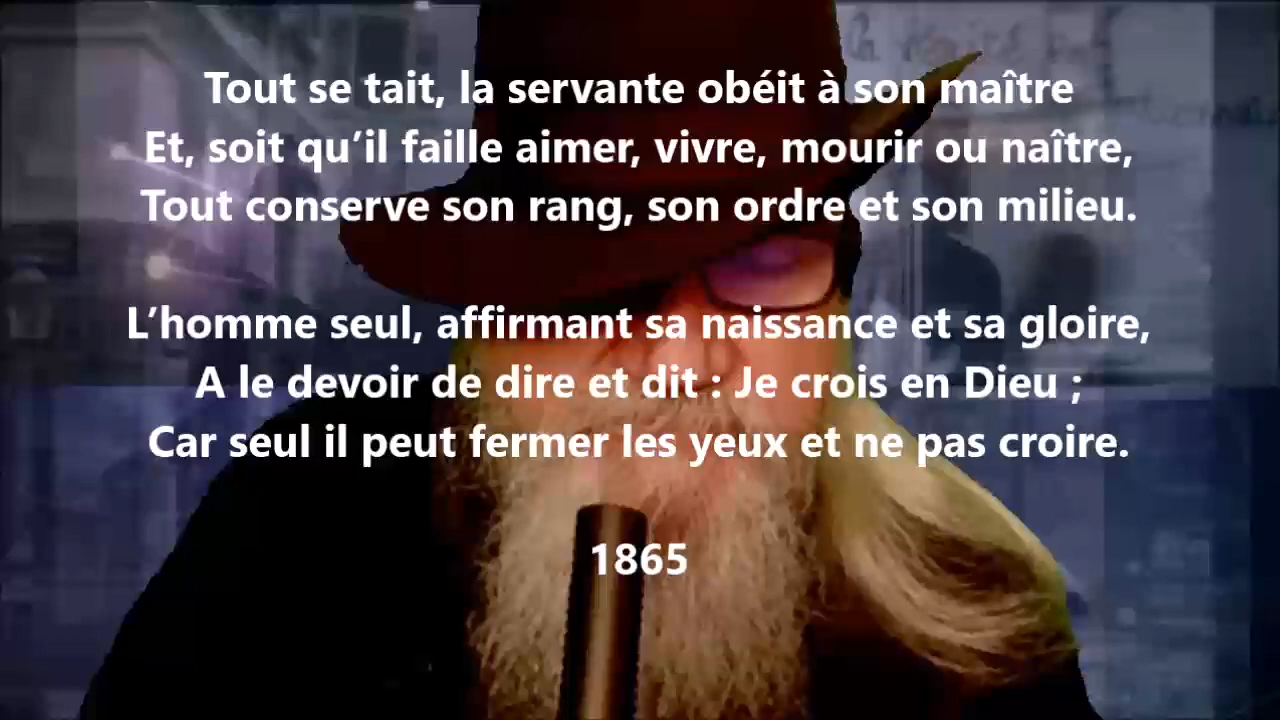 Tout se tait, la servante obéit à son maître
Et, soit qu’il faille aimer, vivre, mourir ou naître,
Tout conserve son rang, son ordre et son milieu.
L’homme seul, affirmant sa naissance et sa gloire,
A le devoir de dire et dit : Je crois en Dieu ;
Car seul il peut fermer les yeux et ne pas croire.
1865